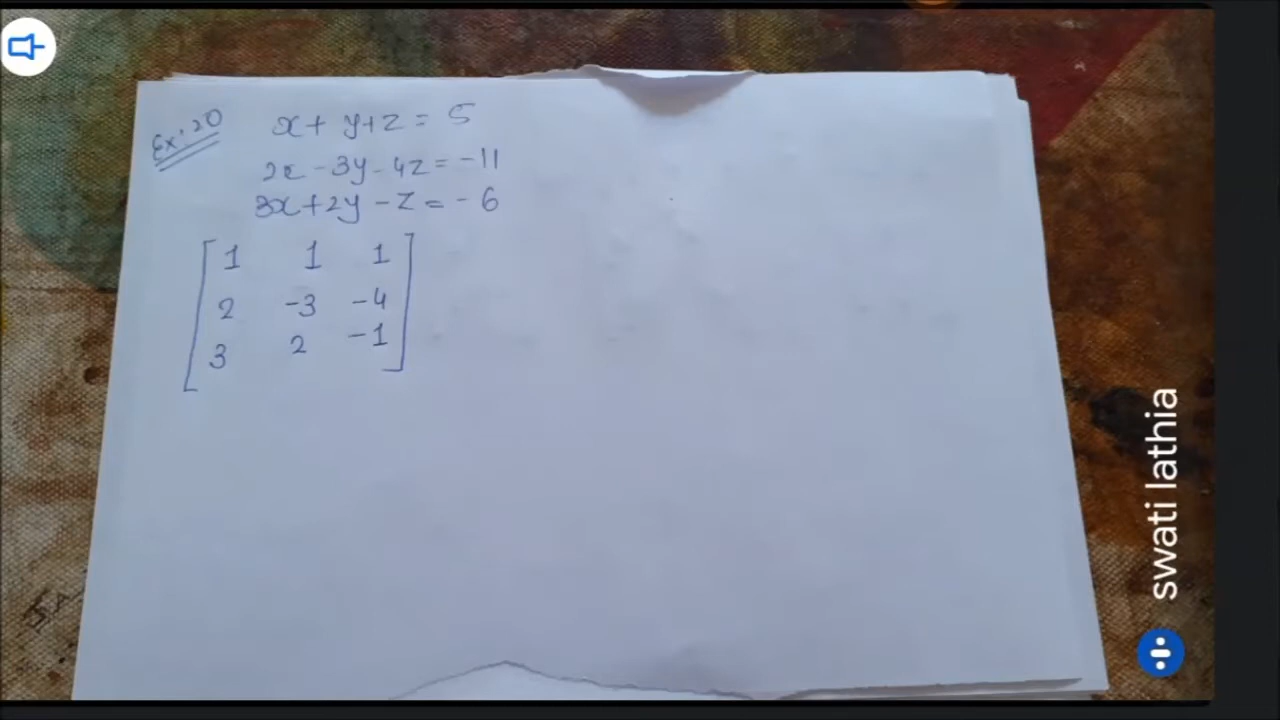 Ex:20
x + y + z = 5
2x - 3y - 4z = -11
3x + 2y - z = -6
1 1 1
2 -3 -4
3 2 -1
swati lathia